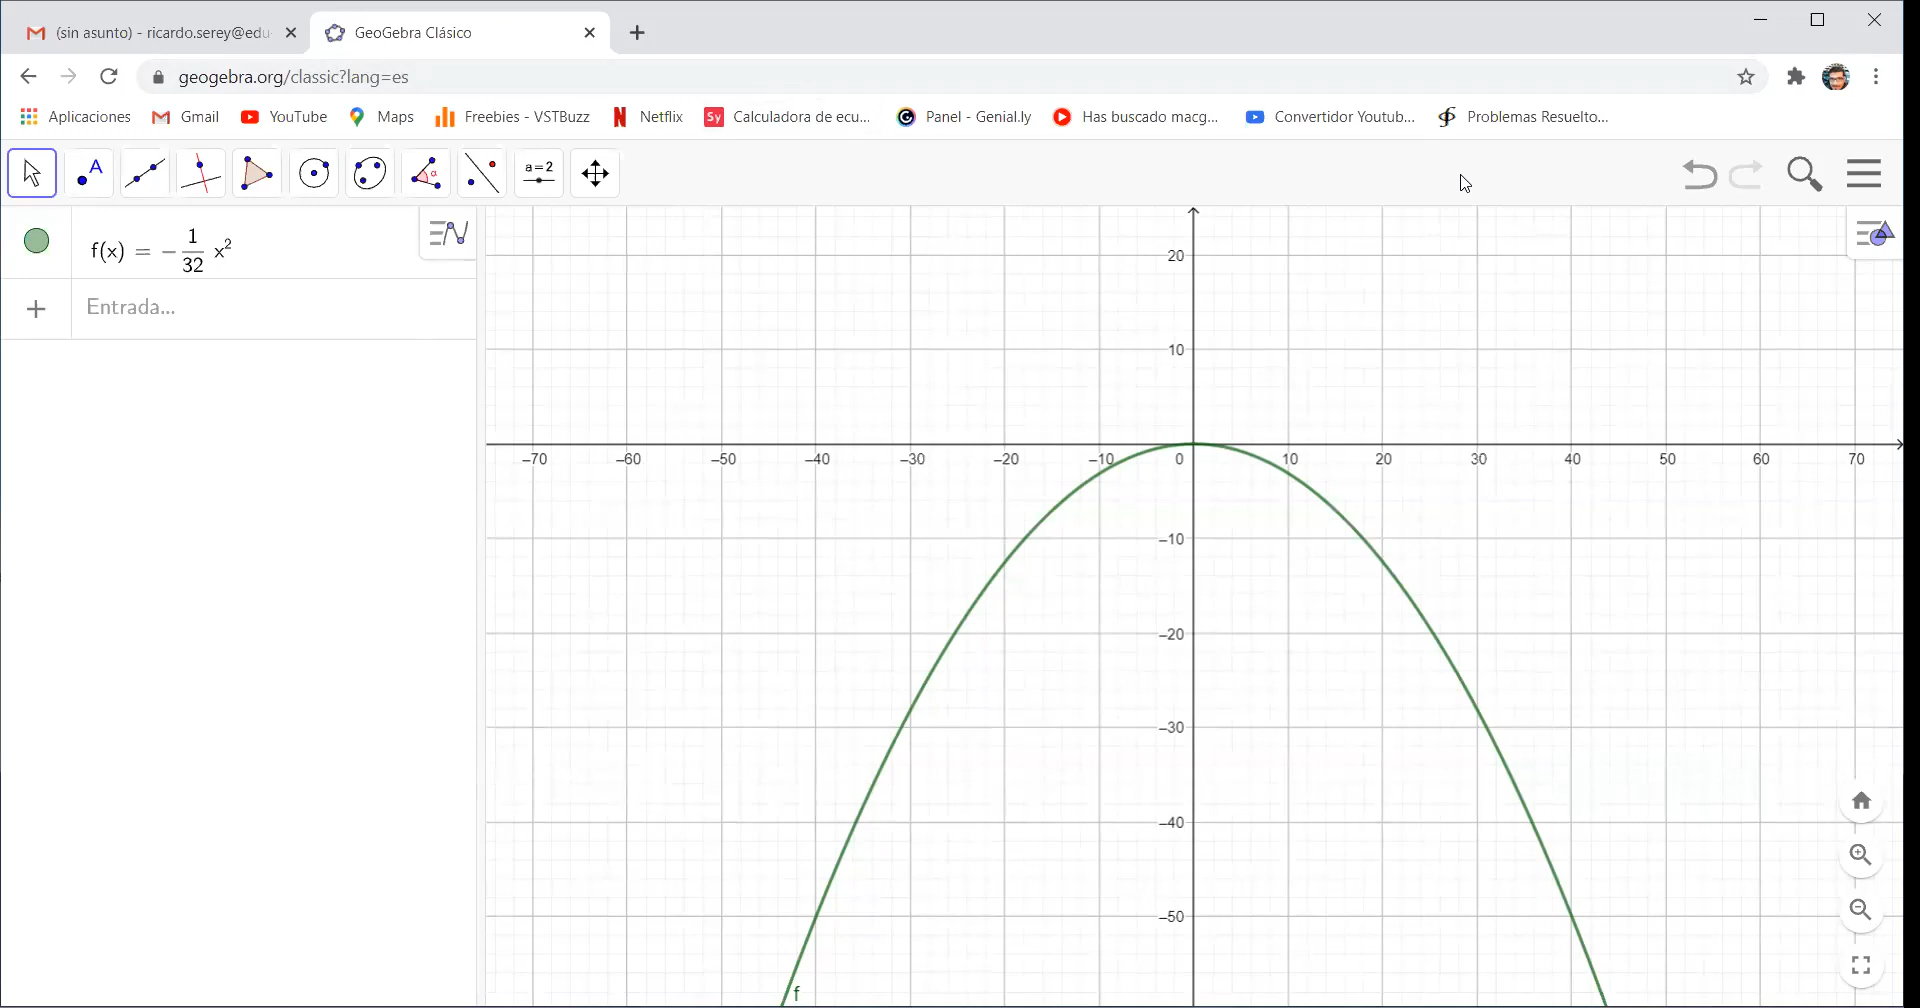 (sin asunto) - ricardo.serey@edu
GeoGebra Clásico
geogebra.org/classic?lang=es
Aplicaciones
Gmail
YouTube
Maps
Freebies - VSTBuzz
Netflix
Sy
Calculadora de ecu...
Panel - Genial.ly
Has buscado macg...
Convertidor Youtub...
Problemas Resuelto...
A
α
a=2
f(x) = −1/32 x²
Entrada...
20
10
–70 –60 –50 –40 –30 –20 –10 0 10 20 30 40 50 60 70
–10
–20
–30
–40
–50
f